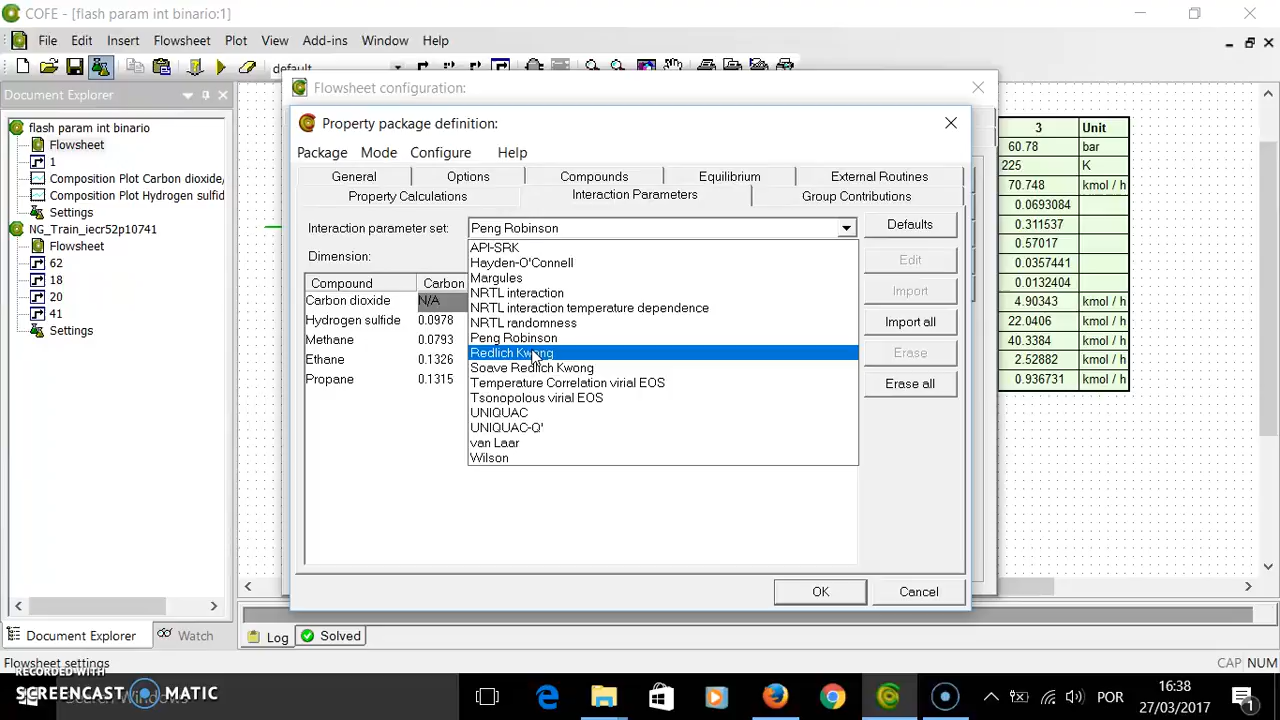 COFE - [flash param int binario:1]
File Edit Insert Flowsheet Plot View Add-ins Window Help
default
Document Explorer
flash param int binario
Flowsheet
1
Composition Plot Carbon dioxide,
Composition Plot Hydrogen sulfid
Settings
NG_Train_iecr52p10741
Flowsheet
62
18
20
41
Settings
Document Explorer Watch
Flowsheet configuration:
Property package definition:
Package Mode Configure Help
General Options Compounds Equilibrium External Routines
Property Calculations Interaction Parameters Group Contributions
Interaction parameter set: Peng Robinson
Dimension:
Compound Carbon
Carbon dioxide N/A
Hydrogen sulfide 0.0978
Methane 0.0793
Ethane 0.1326
Propane 0.1315
API-SRK
Hayden-O'Connell
Margules
NRTL interaction
NRTL interaction temperature dependence
NRTL randomness
Peng Robinson
Redlich Kwong
Soave Redlich Kwong
Temperature Correlation virial EOS
Tsonopolous virial EOS
UNIQUAC
UNIQUAC-Q'
van Laar
Wilson
Defaults
Edit
Import
Import all
Erase
Erase all
OK Cancel
3 Unit
60.78 bar
225 K
70.748 kmol / h
0.0693084
0.311537
0.57017
0.0357441
0.0132404
4.90343 kmol / h
22.0406 kmol / h
40.3384 kmol / h
2.52882 kmol / h
0.936731 kmol / h
Log Solved
Flowsheet settings
CAP NUM
RECORDED WITH
SCREENCAST MATIC
Search Windows
POR
16:38
27/03/2017
1